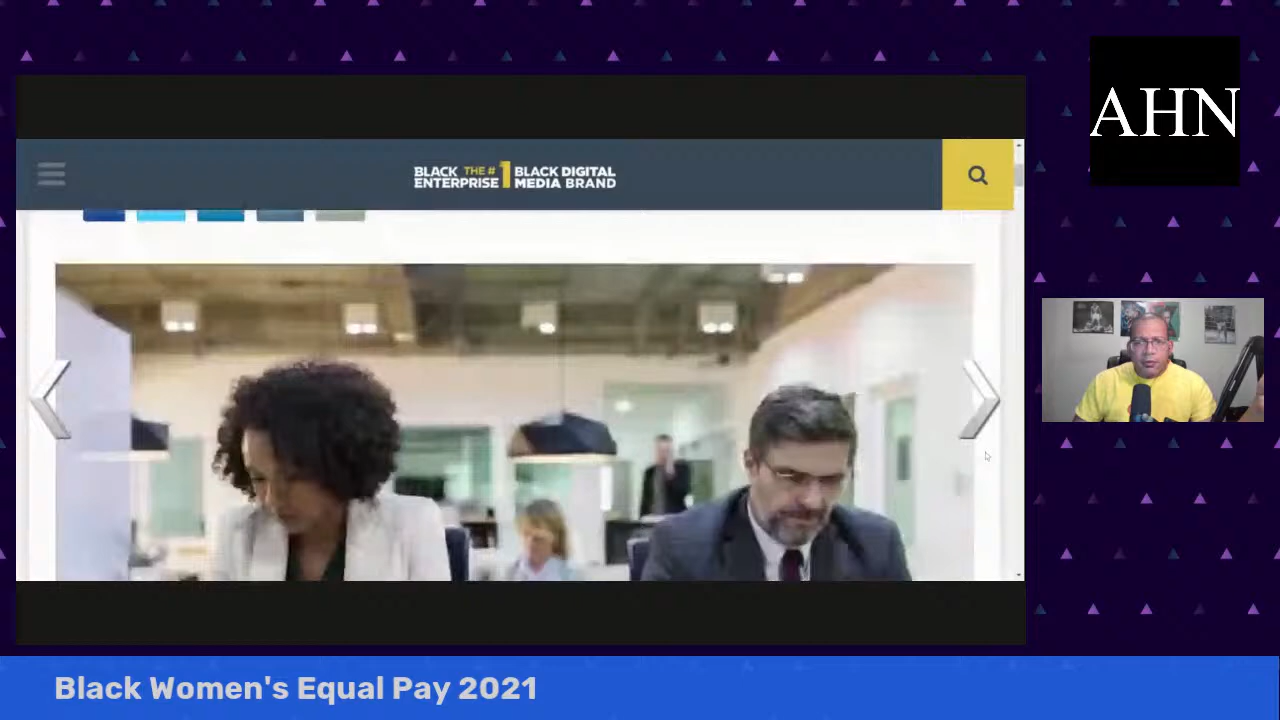 AHN
BLACK THE # 1 BLACK DIGITAL
ENTERPRISE MEDIA BRAND
Black Women's Equal Pay 2021